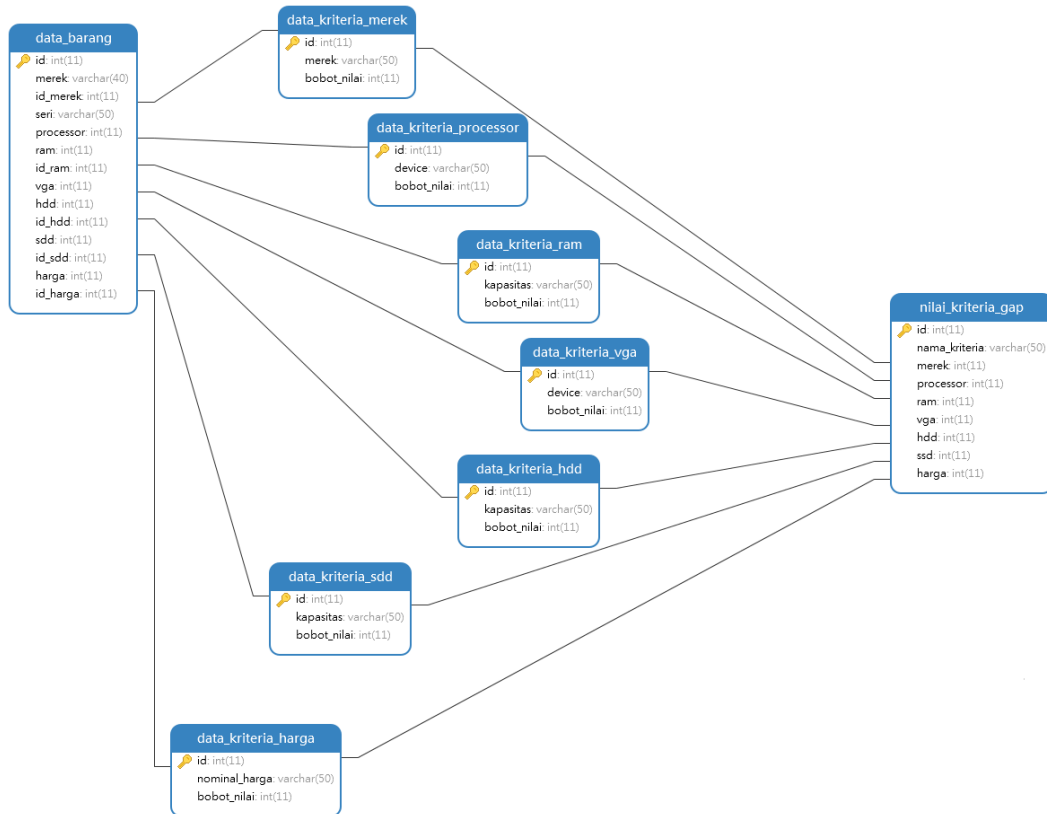 data_barang
id: int(11)
merek: varchar(40)
id_merek: int(11)
seri: varchar(50)
processor: int(11)
ram: int(11)
id_ram: int(11)
vga: int(11)
hdd: int(11)
id_hdd: int(11)
sdd: int(11)
id_sdd: int(11)
harga: int(11)
id_harga: int(11)
data_kriteria_merek
id: int(11)
merek: varchar(50)
bobot_nilai: int(11)
data_kriteria_processor
id: int(11)
device: varchar(50)
bobot_nilai: int(11)
data_kriteria_ram
id: int(11)
kapasitas: varchar(50)
bobot_nilai: int(11)
data_kriteria_vga
id: int(11)
device: varchar(50)
bobot_nilai: int(11)
data_kriteria_hdd
id: int(11)
kapasitas: varchar(50)
bobot_nilai: int(11)
data_kriteria_sdd
id: int(11)
kapasitas: varchar(50)
bobot_nilai: int(11)
data_kriteria_harga
id: int(11)
nominal_harga: varchar(50)
bobot_nilai: int(11)
nilai_kriteria_gap
id: int(11)
nama_kriteria: varchar(50)
merek: int(11)
processor: int(11)
ram: int(11)
vga: int(11)
hdd: int(11)
ssd: int(11)
harga: int(11)